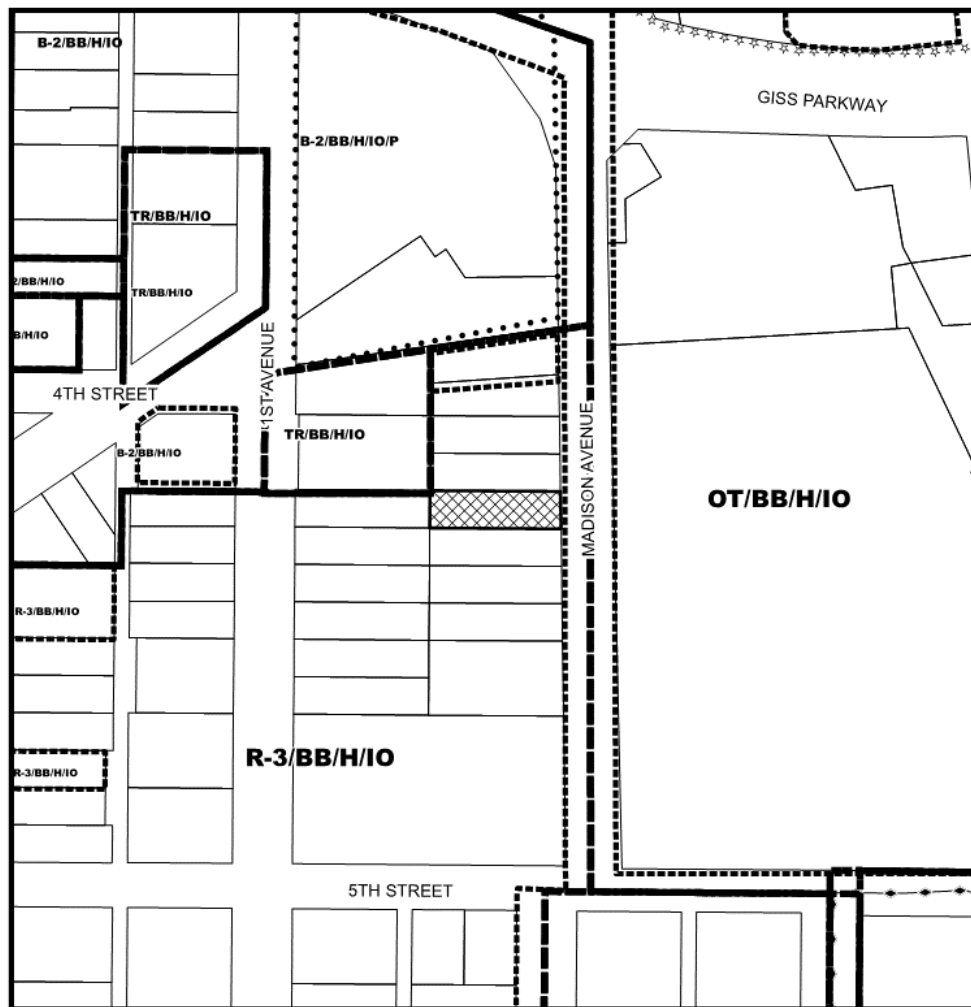 B-2/BB/H/IO
GISS PARKWAY
B-2/BB/H/IO/P
TR/BB/H/IO
2/BB/H/IO
TR/BB/H/IO
B/H/IO
1ST AVENUE
4TH STREET
MADISON AVENUE
TR/BB/H/IO
B-2/BB/H/IO
OT/BB/H/IO
R-3/BB/H/IO
R-3/BB/H/IO
R-3/BB/H/IO
5TH STREET